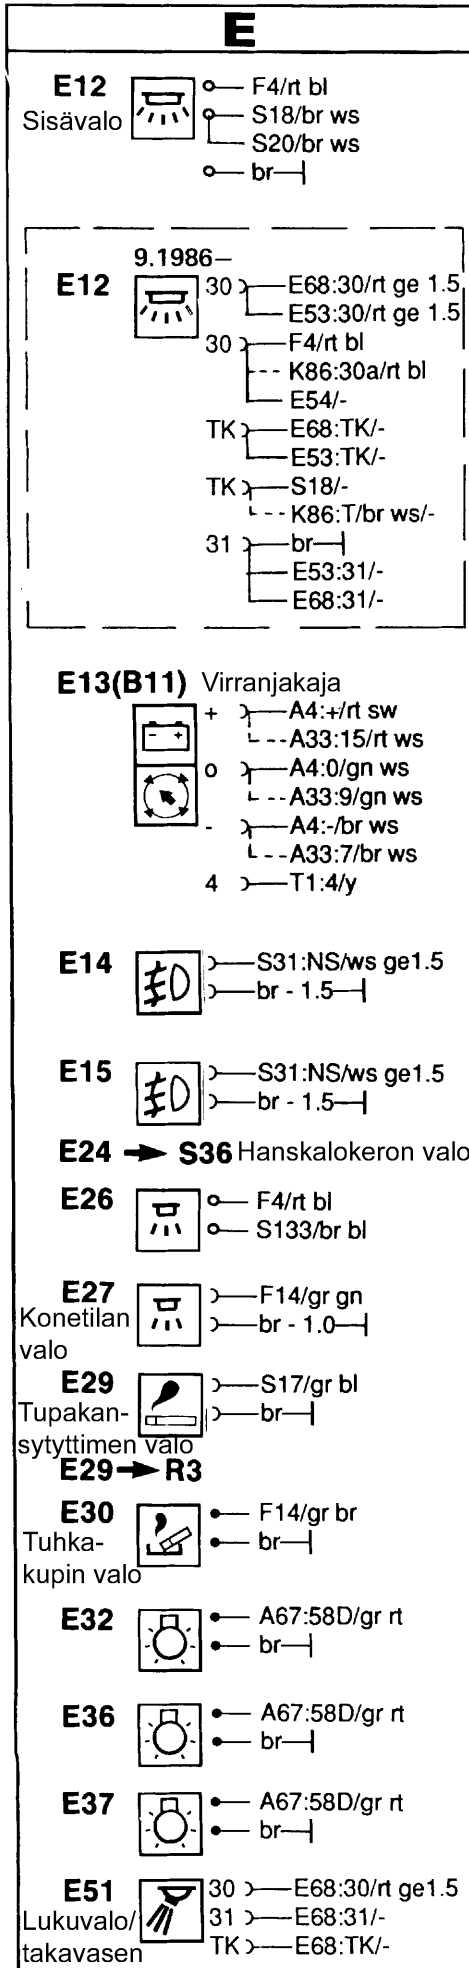 E
E12 F4/rt bl
Sisävalo S18/br ws
S20/br ws
br
9.1986–
E12 30 E68:30/rt ge 1.5
E53:30/rt ge 1.5
30 F4/rt bl
K86:30a/rt bl
E54/-
TK E68:TK/-
E53:TK/-
TK S18/-
K86:T/br ws/-
31 br
E53:31/-
E68:31/-
E13(B11) Virranjakaja
+ A4:+/rt sw
A33:15/rt ws
o A4:0/gn ws
A33:9/gn ws
- A4:-/br ws
A33:7/br ws
4 T1:4/y
E14 S31:NS/ws ge1.5
br - 1.5
E15 S31:NS/ws ge1.5
br - 1.5
E24 → S36 Hanskalokeron valo
E26 F4/rt bl
S133/br bl
E27 F14/gr gn
Konetilan br - 1.0
valo
E29 S17/gr bl
Tupakan- br
sytyttimen valo
E29 → R3
E30 F14/gr br
Tuhka- br
kupin valo
E32 A67:58D/gr rt
br
E36 A67:58D/gr rt
br
E37 A67:58D/gr rt
br
E51 30 E68:30/rt ge1.5
Lukuvalo/ 31 E68:31/-
takavasen TK E68:TK/-